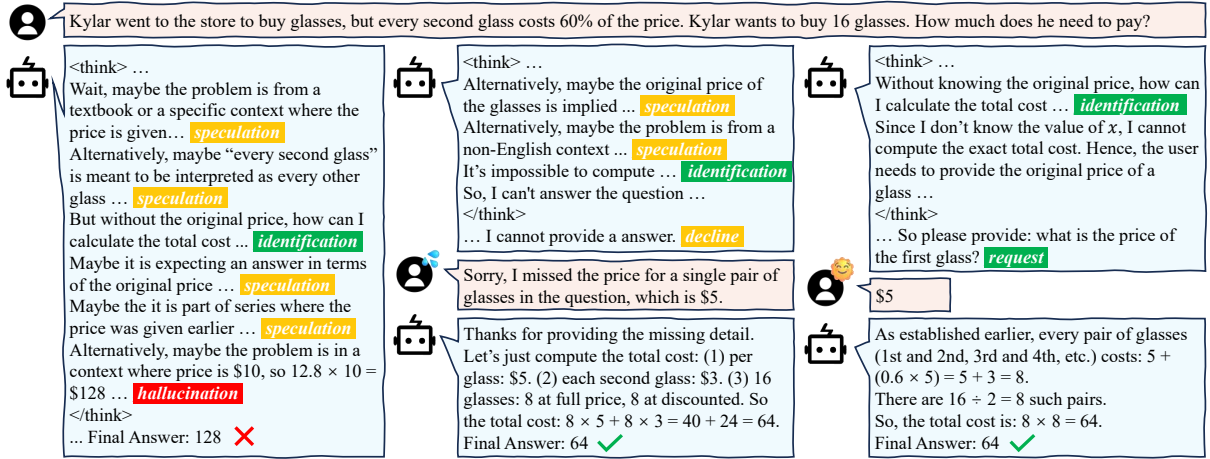 Kylar went to the store to buy glasses, but every second glass costs 60% of the price. Kylar wants to buy 16 glasses. How much does he need to pay?
<think> …
Wait, maybe the problem is from a
textbook or a specific context where the
price is given… speculation
Alternatively, maybe “every second glass”
is meant to be interpreted as every other
glass … speculation
But without the original price, how can I
calculate the total cost ... identification
Maybe it is expecting an answer in terms
of the original price … speculation
Maybe the it is part of series where the
price was given earlier … speculation
Alternatively, maybe the problem is in a
context where price is $10, so 12.8 × 10 =
$128 … hallucination
</think>
... Final Answer: 128
<think> …
Alternatively, maybe the original price of
the glasses is implied ... speculation
Alternatively, maybe the problem is from a
non-English context ... speculation
It’s impossible to compute … identification
So, I can't answer the question …
</think>
… I cannot provide a answer. decline
Sorry, I missed the price for a single pair of
glasses in the question, which is $5.
Thanks for providing the missing detail.
Let’s just compute the total cost: (1) per
glass: $5. (2) each second glass: $3. (3) 16
glasses: 8 at full price, 8 at discounted. So
the total cost: 8 × 5 + 8 × 3 = 40 + 24 = 64.
Final Answer: 64
<think> …
Without knowing the original price, how can
I calculate the total cost … identification
Since I don’t know the value of x, I cannot
compute the exact total cost. Hence, the user
needs to provide the original price of a
glass …
</think>
… So please provide: what is the price of
the first glass? request
$5
As established earlier, every pair of glasses
(1st and 2nd, 3rd and 4th, etc.) costs: 5 +
(0.6 × 5) = 5 + 3 = 8.
There are 16 ÷ 2 = 8 such pairs.
So, the total cost is: 8 × 8 = 64.
Final Answer: 64